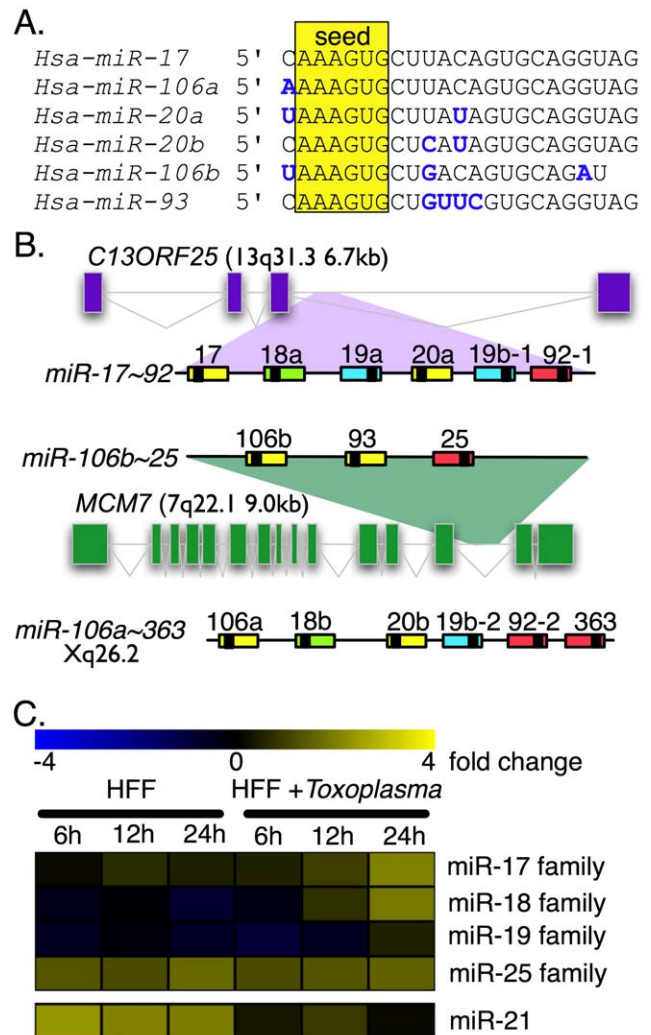 A.
seed
Hsa-miR-17 5' CAAAGUGCUUACAGUGCAGGUAG
Hsa-miR-106a 5' AAAAGUGCUUACAGUGCAGGUAG
Hsa-miR-20a 5' UAAAGUGCUUAUAGUGCAGGUAG
Hsa-miR-20b 5' CAAAGUGCUCAUAGUGCAGGUAG
Hsa-miR-106b 5' UAAAGUGCUGACAGUGCAGAU
Hsa-miR-93 5' CAAAGUGCUGUUCGUGCAGGUAG
B.
C13ORF25 (13q31.3 6.7kb)
17 18a 19a 20a 19b-1 92-1
miR-17~92
106b 93 25
miR-106b~25
MCM7 (7q22.1 9.0kb)
106a 18b 20b 19b-2 92-2 363
miR-106a~363
Xq26.2
C.
-4 0 4 fold change
HFF HFF +Toxoplasma
6h 12h 24h 6h 12h 24h
miR-17 family
miR-18 family
miR-19 family
miR-25 family
miR-21